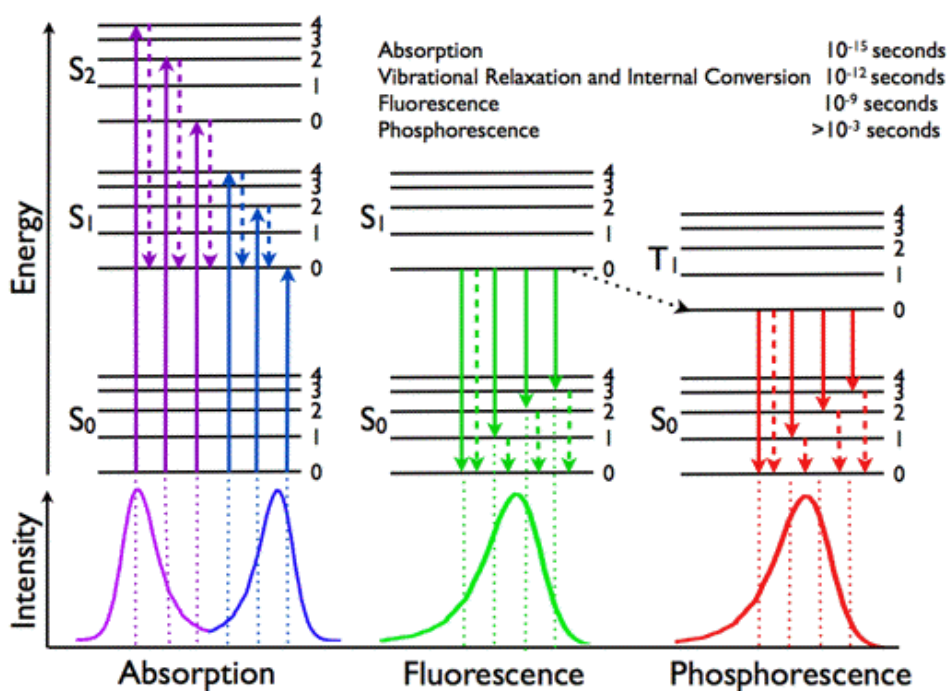 Absorption 10⁻¹⁵ seconds
Vibrational Relaxation and Internal Conversion 10⁻¹² seconds
Fluorescence 10⁻⁹ seconds
Phosphorescence >10⁻³ seconds
Energy
S₂
4
3
2
1
0
S₁
4
3
2
1
0
S₀
4
3
2
1
0
S₁
4
3
2
1
0
S₀
4
3
2
1
0
T₁
4
3
2
1
0
S₀
4
3
2
1
0
Intensity
Absorption
Fluorescence
Phosphorescence